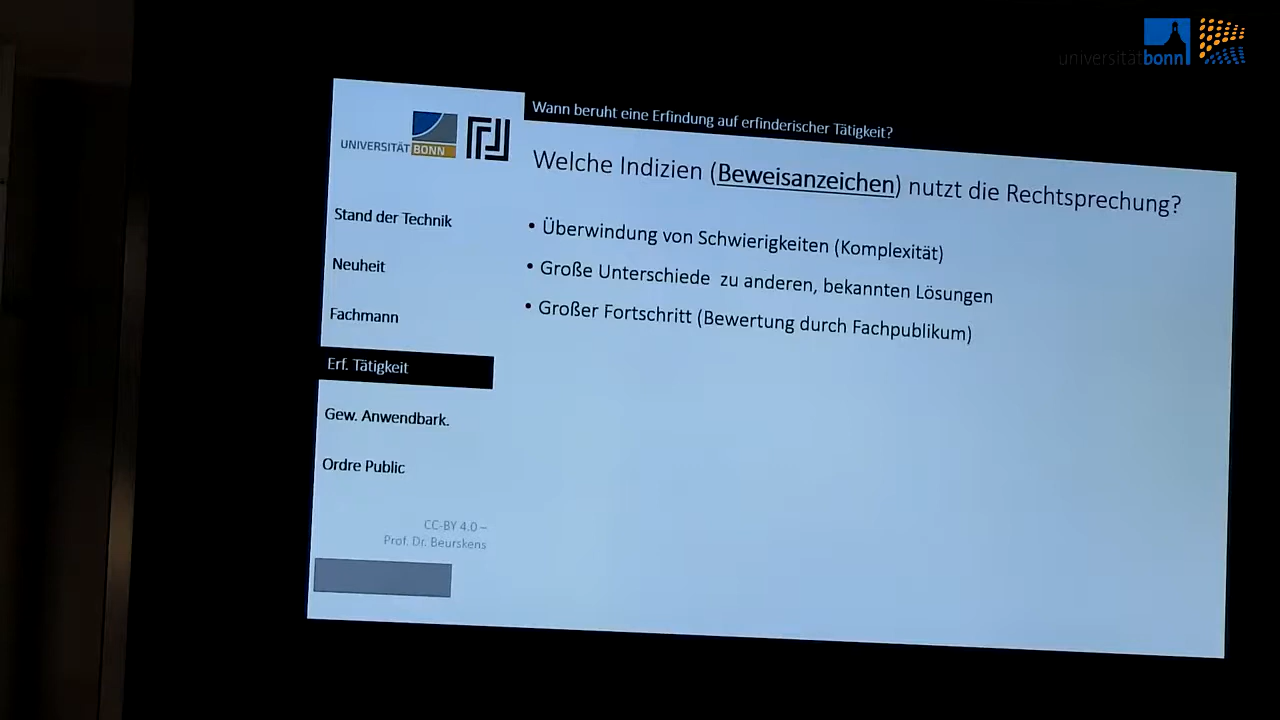 universitätbonn
Wann beruht eine Erfindung auf erfinderischer Tätigkeit?
UNIVERSITÄT BONN
Welche Indizien (Beweisanzeichen) nutzt die Rechtsprechung?
Stand der Technik
Neuheit
Fachmann
Erf. Tätigkeit
Gew. Anwendbark.
Ordre Public
• Überwindung von Schwierigkeiten (Komplexität)
• Große Unterschiede zu anderen, bekannten Lösungen
• Großer Fortschritt (Bewertung durch Fachpublikum)
CC-BY 4.0 –
Prof. Dr. Beurskens